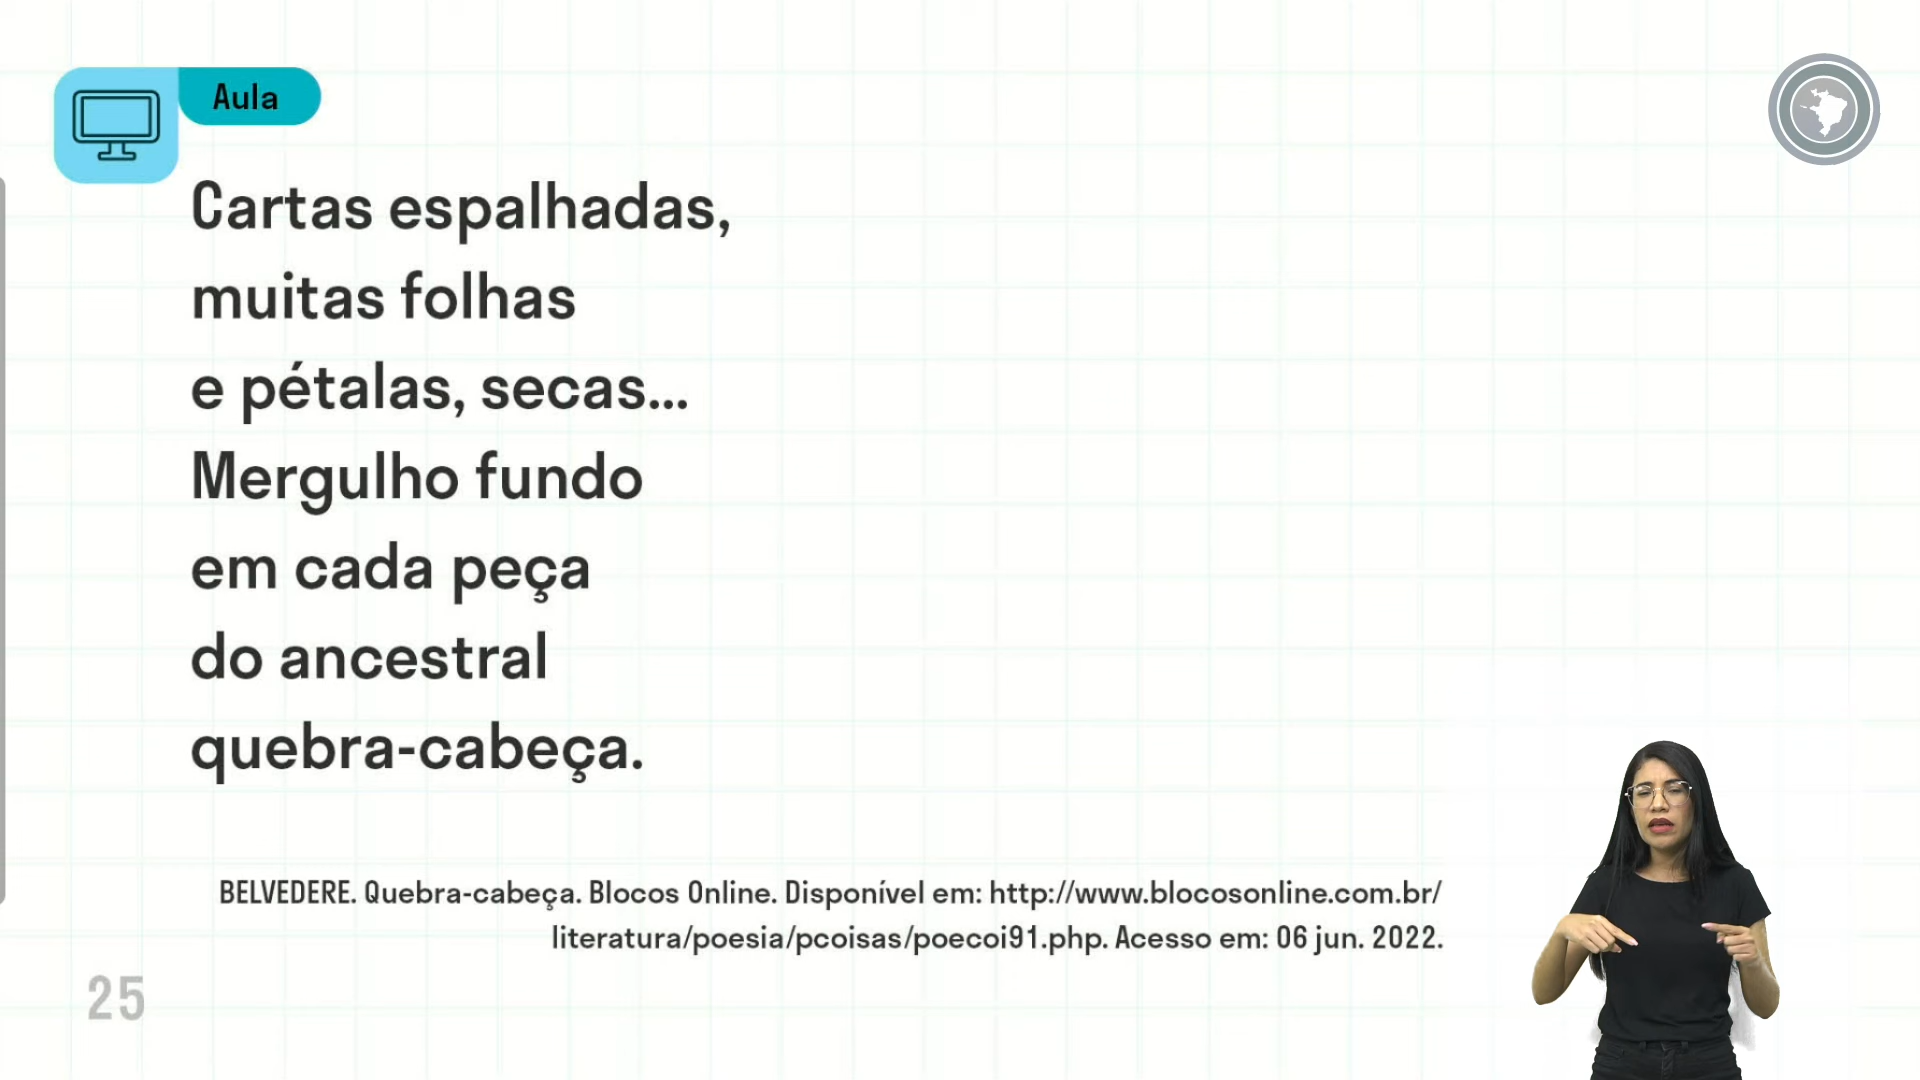 Aula
Cartas espalhadas,
muitas folhas
e pétalas, secas...
Mergulho fundo
em cada peça
do ancestral
quebra-cabeça.
BELVEDERE. Quebra-cabeça. Blocos Online. Disponível em: http://www.blocosonline.com.br/
literatura/poesia/pcoisas/poecoi91.php. Acesso em: 06 jun. 2022.
25